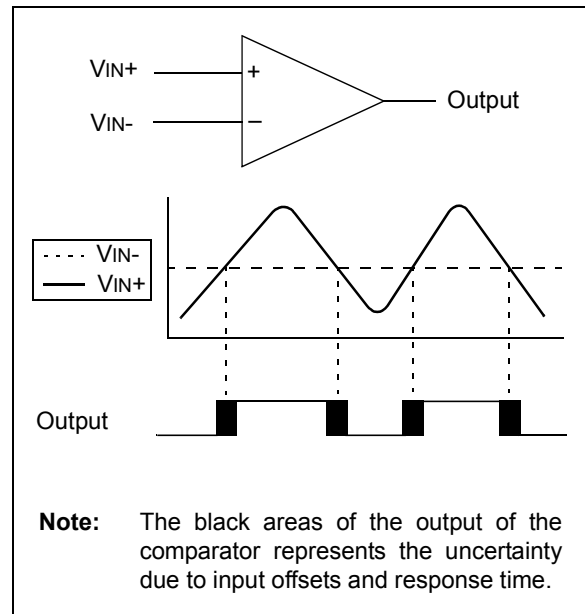 VIN+
+
Output
VIN-
–
VIN-
VIN+
Output
Note: The black areas of the output of the
comparator represents the uncertainty
due to input offsets and response time.